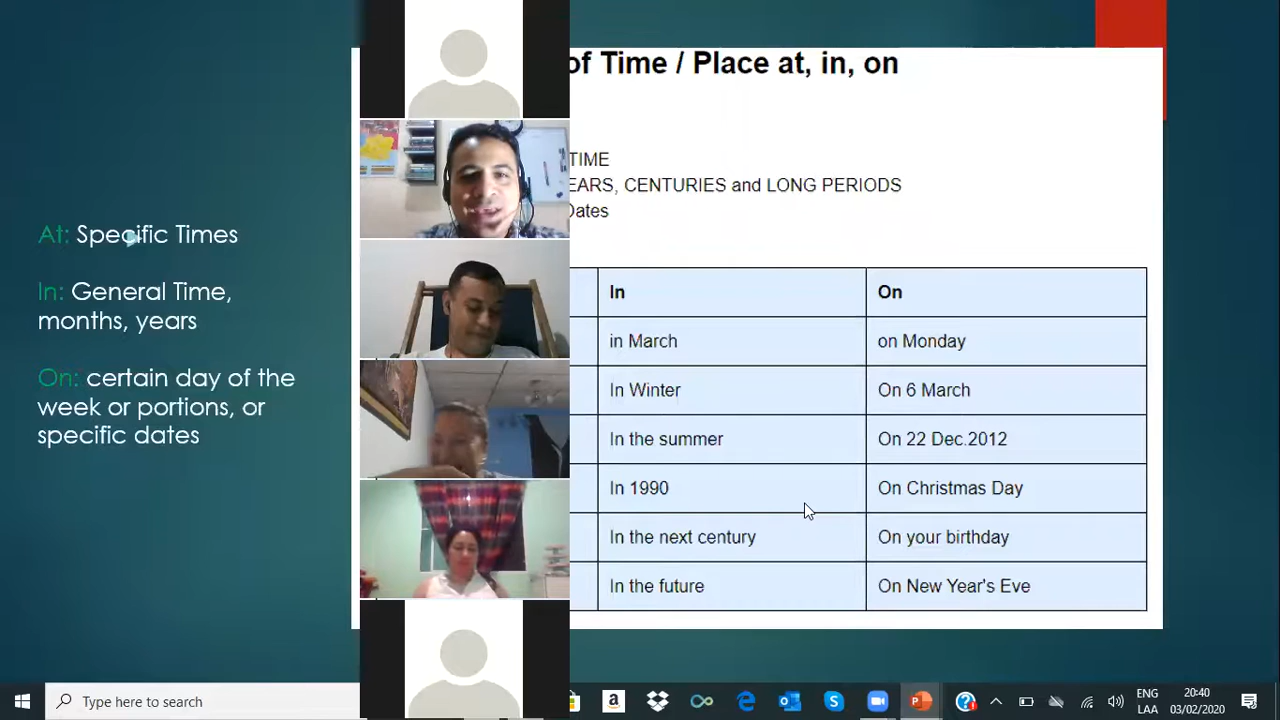 of Time / Place at, in, on
TIME
EARS, CENTURIES and LONG PERIODS
Dates
At: Specific Times
In: General Time,
months, years
On: certain day of the
week or portions, or
specific dates
In On
in March on Monday
In Winter On 6 March
In the summer On 22 Dec.2012
In 1990 On Christmas Day
In the next century On your birthday
In the future On New Year's Eve
Type here to search
ENG 20:40
LAA 03/02/2020